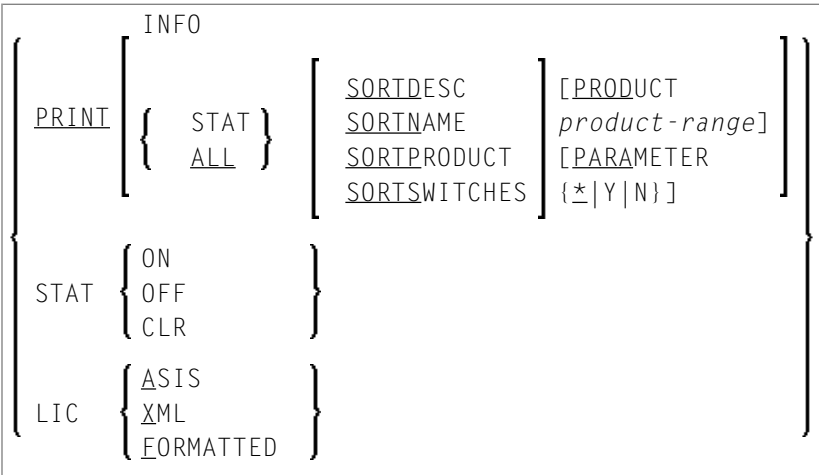 INFO
PRINT
STAT
ALL
SORTDESC
SORTNAME
SORTPRODUCT
SORTSWITCHES
[PRODUCT
product-range]
[PARAMETER
{*|Y|N}]
STAT
ON
OFF
CLR
LIC
ASIS
XML
FORMATTED